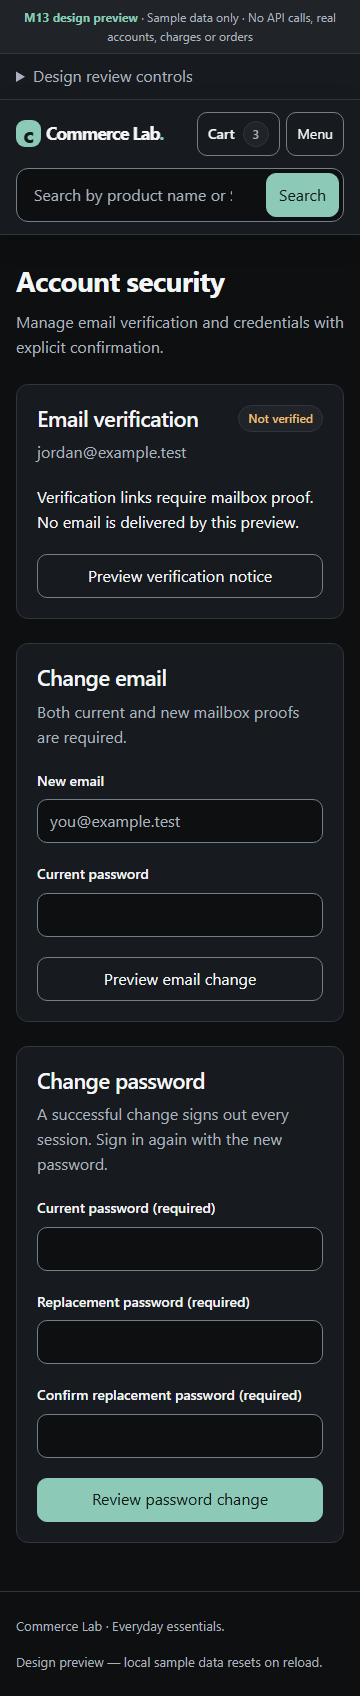 M13 design preview · Sample data only · No API calls, real
accounts, charges or orders
▶ Design review controls
c Commerce Lab.
Cart 3
Menu
Search by product name or
Search
Account security
Manage email verification and credentials with
explicit confirmation.
Email verification
Not verified
jordan@example.test
Verification links require mailbox proof.
No email is delivered by this preview.
Preview verification notice
Change email
Both current and new mailbox proofs
are required.
New email
you@example.test
Current password
Preview email change
Change password
A successful change signs out every
session. Sign in again with the new
password.
Current password (required)
Replacement password (required)
Confirm replacement password (required)
Review password change
Commerce Lab · Everyday essentials.
Design preview — local sample data resets on reload.